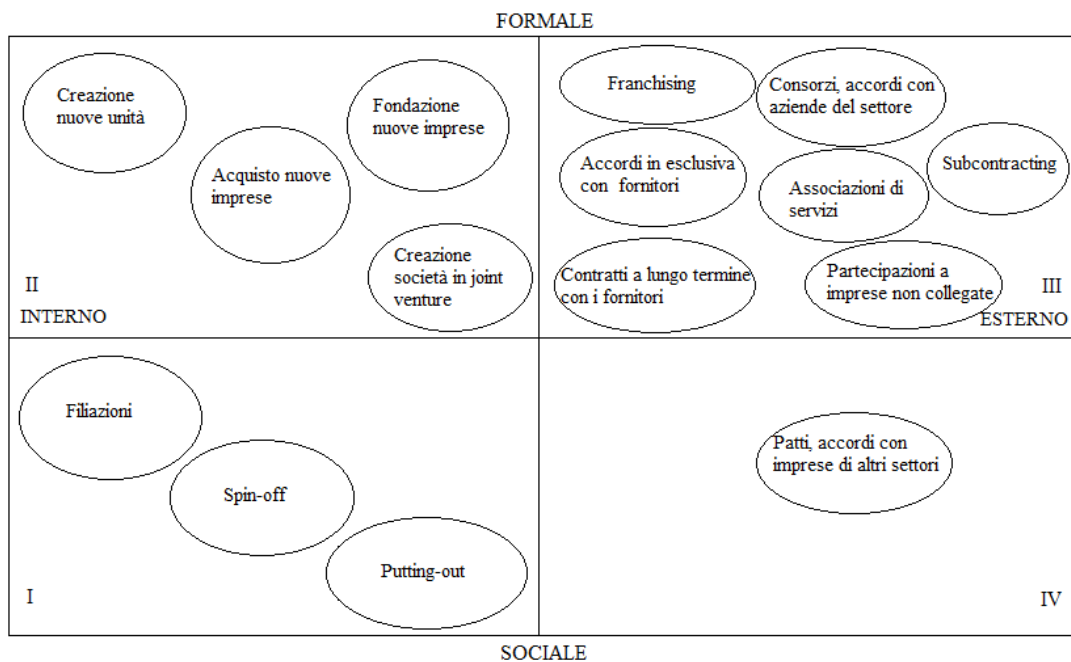 FORMALE
Creazione
nuove unità
Fondazione
nuove imprese
Acquisto nuove
imprese
Creazione
società in joint
venture
II
INTERNO
Franchising
Consorzi, accordi con
aziende del settore
Accordi in esclusiva
con fornitori
Associazioni di
servizi
Subcontracting
Contratti a lungo termine
con i fornitori
Partecipazioni a
imprese non collegate
III
ESTERNO
Filiazioni
Spin-off
Putting-out
I
Patti, accordi con
imprese di altri settori
IV
SOCIALE